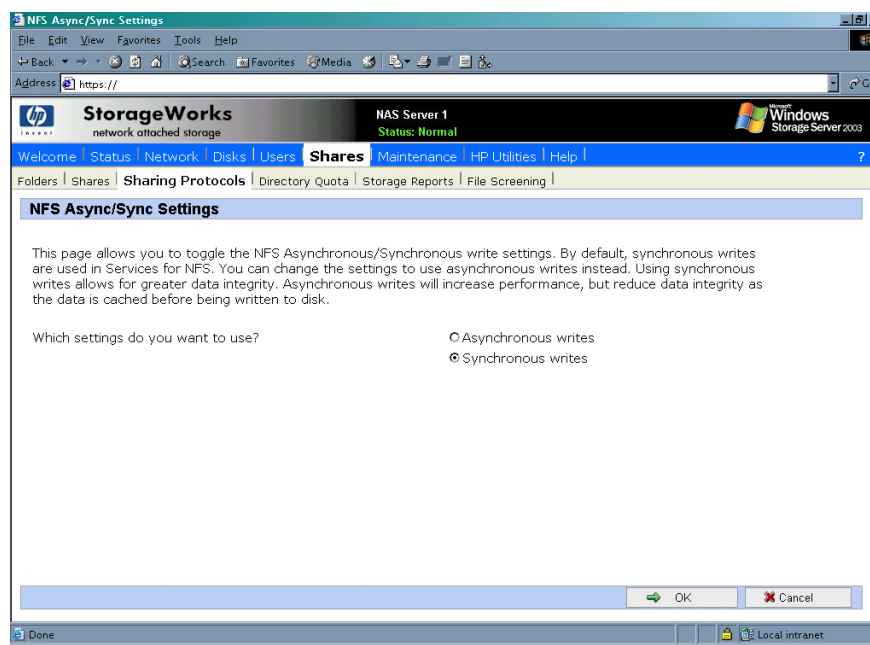 NFS Async/Sync Settings
File Edit View Favorites Tools Help
Back Search Favorites Media
Address https://
hp StorageWorks NAS Server 1 Microsoft Windows
invent network attached storage Status: Normal Storage Server 2003
Welcome Status Network Disks Users Shares Maintenance HP Utilities Help ?
Folders Shares Sharing Protocols Directory Quota Storage Reports File Screening
NFS Async/Sync Settings
This page allows you to toggle the NFS Asynchronous/Synchronous write settings. By default, synchronous writes
are used in Services for NFS. You can change the settings to use asynchronous writes instead. Using synchronous
writes allows for greater data integrity. Asynchronous writes will increase performance, but reduce data integrity as
the data is cached before being written to disk.
Which settings do you want to use? Asynchronous writes
Synchronous writes
OK Cancel
Done Local intranet